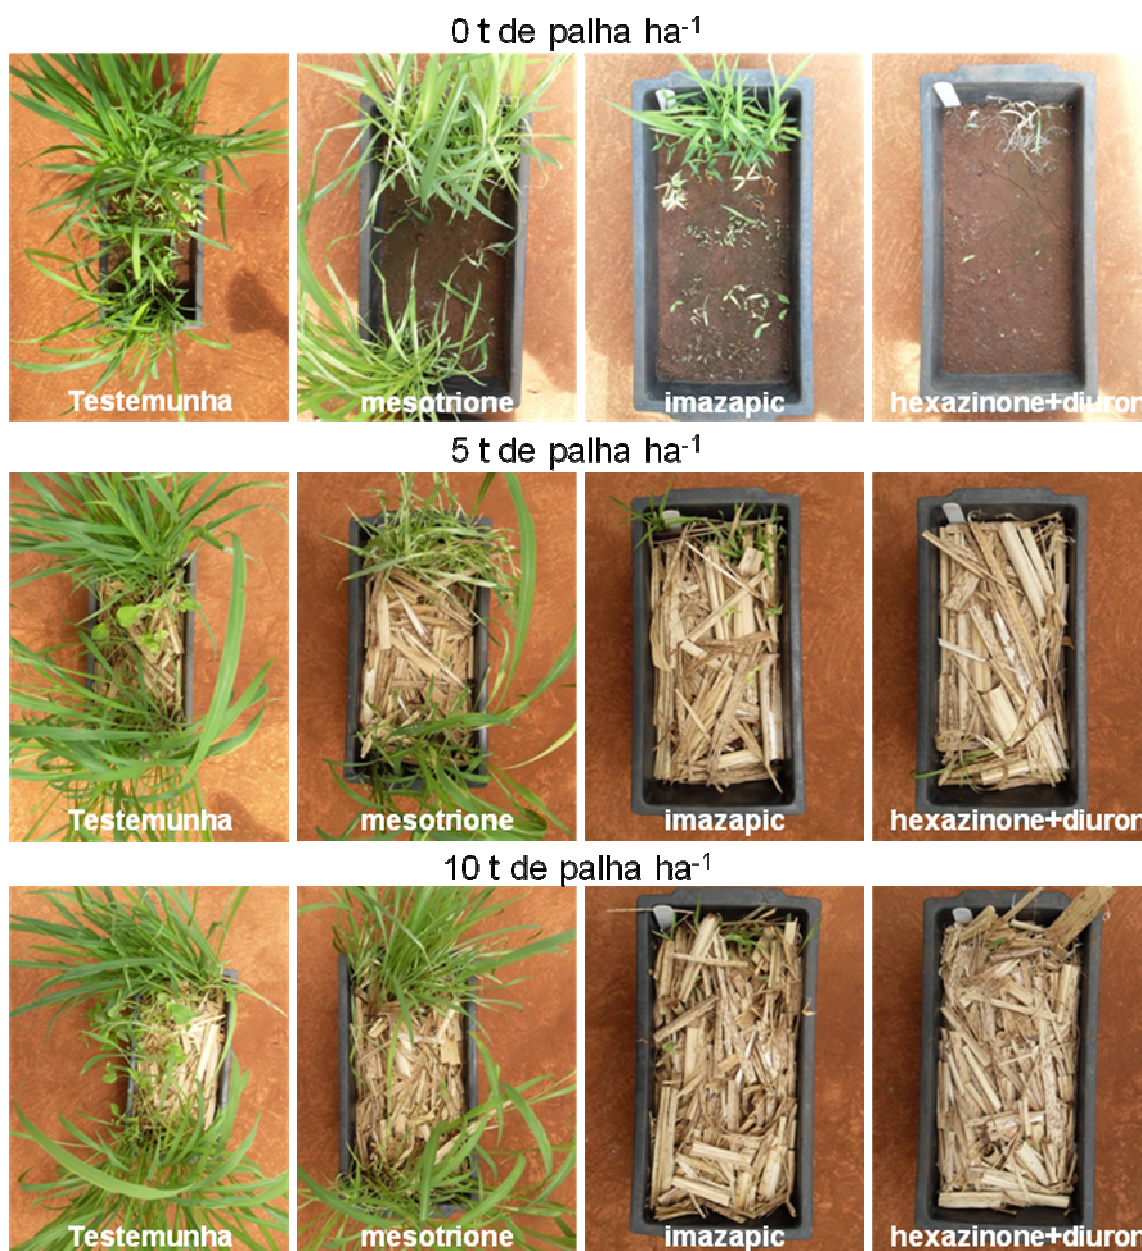 0 t de palha ha-1
Testemunha mesotrione imazapic hexazinone+diuron
5 t de palha ha-1
Testemunha mesotrione imazapic hexazinone+diuron
10 t de palha ha-1
Testemunha mesotrione imazapic hexazinone+diuron